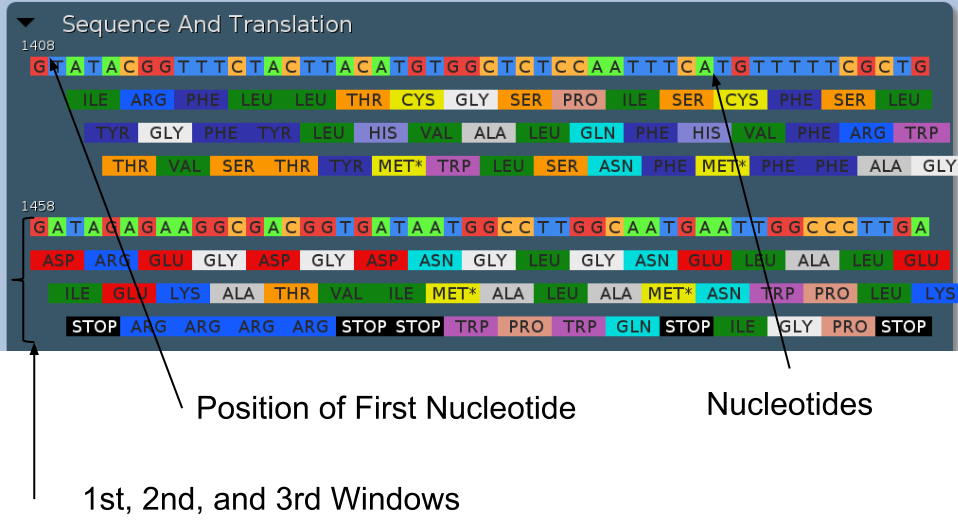 Sequence And Translation
1408
G T A T A C G G T T T C T A C T T A C A T G T G G C T C T C C A A T T T C A T G T T T T T C G C T G
ILE ARG PHE LEU LEU THR CYS GLY SER PRO ILE SER CYS PHE SER LEU
TYR GLY PHE TYR LEU HIS VAL ALA LEU GLN PHE HIS VAL PHE ARG TRP
THR VAL SER THR TYR MET* TRP LEU SER ASN PHE MET* PHE PHE ALA GLY
1458
G A T A G A G A A G G C G A C G G T G A T A A T G G C C T T G G C A A T G A A T T G G C C C T T G A
ASP ARG GLU GLY ASP GLY ASP ASN GLY LEU GLY ASN GLU LEU ALA LEU GLU
ILE GLU LYS ALA THR VAL ILE MET* ALA LEU ALA MET* ASN TRP PRO LEU LYS
STOP ARG ARG ARG ARG STOP STOP TRP PRO TRP GLN STOP ILE GLY PRO STOP
Position of First Nucleotide
Nucleotides
1st, 2nd, and 3rd Windows